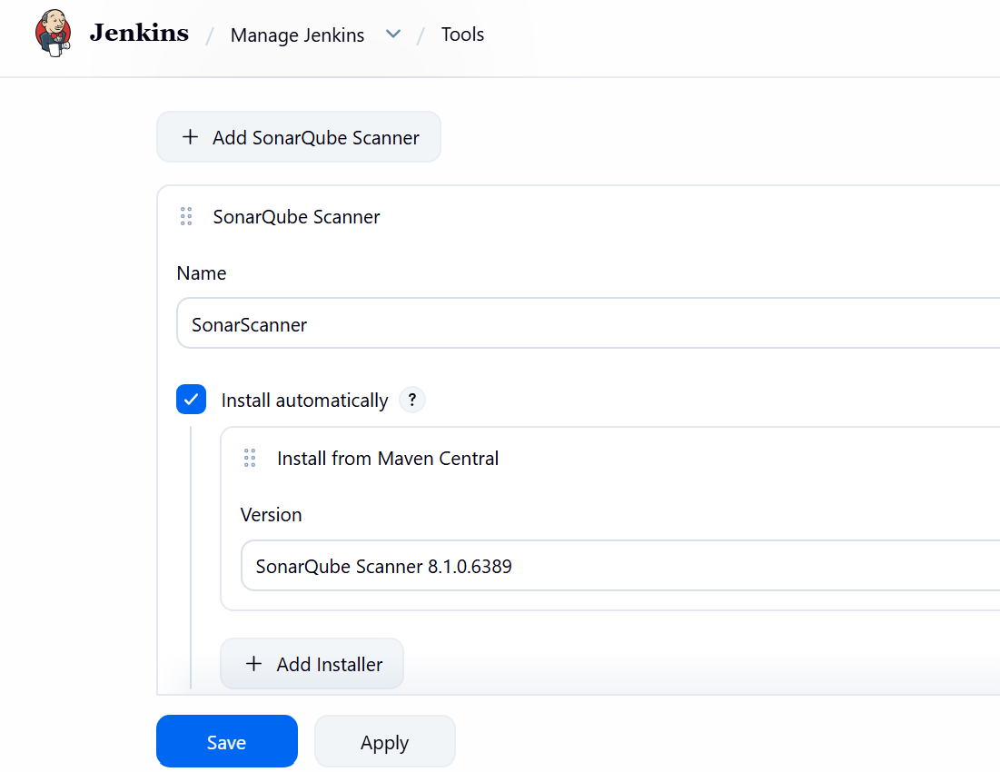 Jenkins / Manage Jenkins / Tools
+ Add SonarQube Scanner
SonarQube Scanner
Name
SonarScanner
Install automatically ?
Install from Maven Central
Version
SonarQube Scanner 8.1.0.6389
+ Add Installer
Save Apply